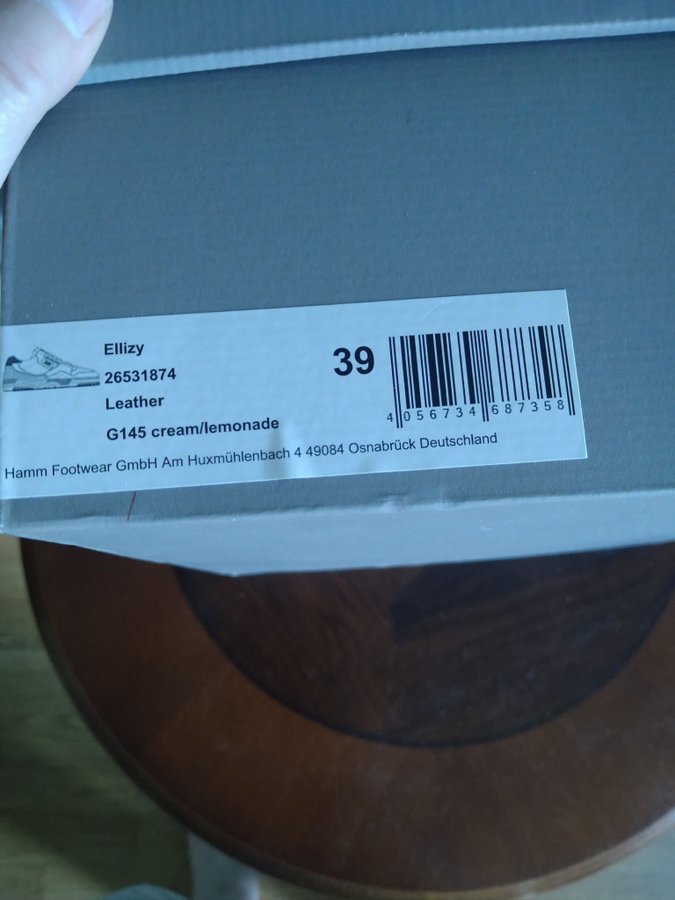 Ellizy
26531874
Leather
G145 cream/lemonade
39
4 056734 687358
Hamm Footwear GmbH Am Huxmühlenbach 4 49084 Osnabrück Deutschland